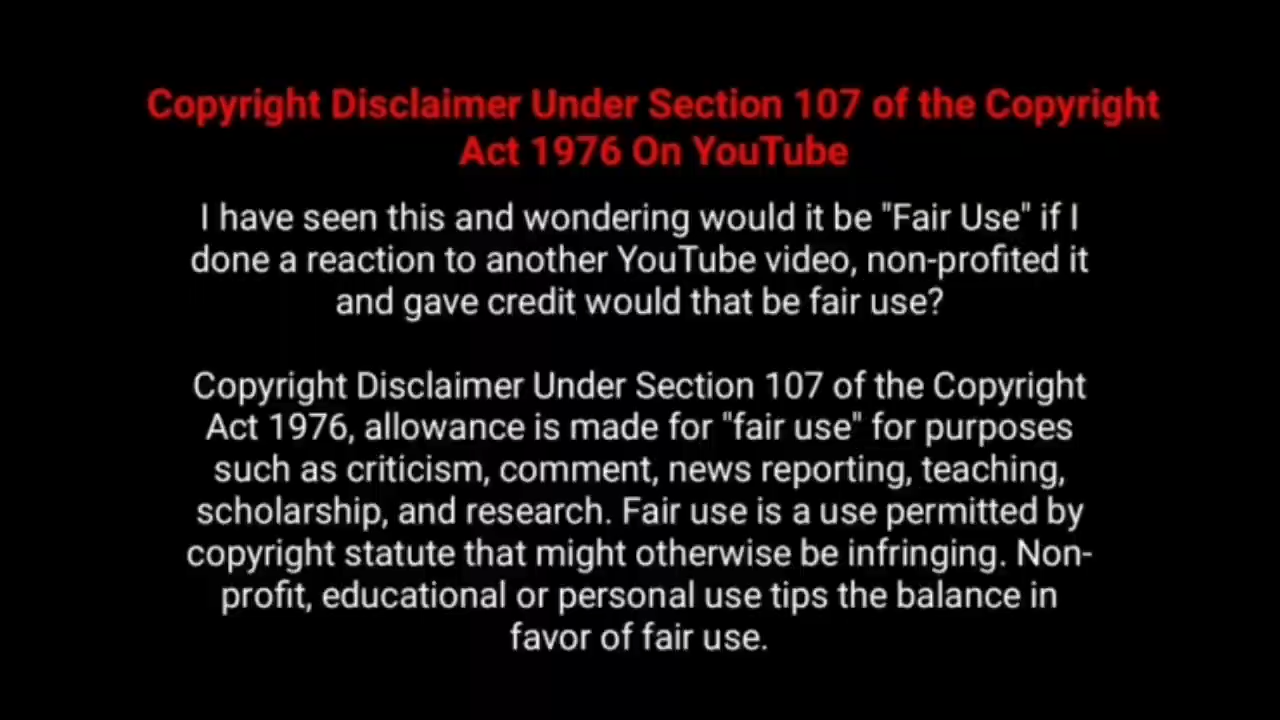 Copyright Disclaimer Under Section 107 of the Copyright
Act 1976 On YouTube
I have seen this and wondering would it be "Fair Use" if I
done a reaction to another YouTube video, non-profited it
and gave credit would that be fair use?
Copyright Disclaimer Under Section 107 of the Copyright
Act 1976, allowance is made for "fair use" for purposes
such as criticism, comment, news reporting, teaching,
scholarship, and research. Fair use is a use permitted by
copyright statute that might otherwise be infringing. Non-
profit, educational or personal use tips the balance in
favor of fair use.